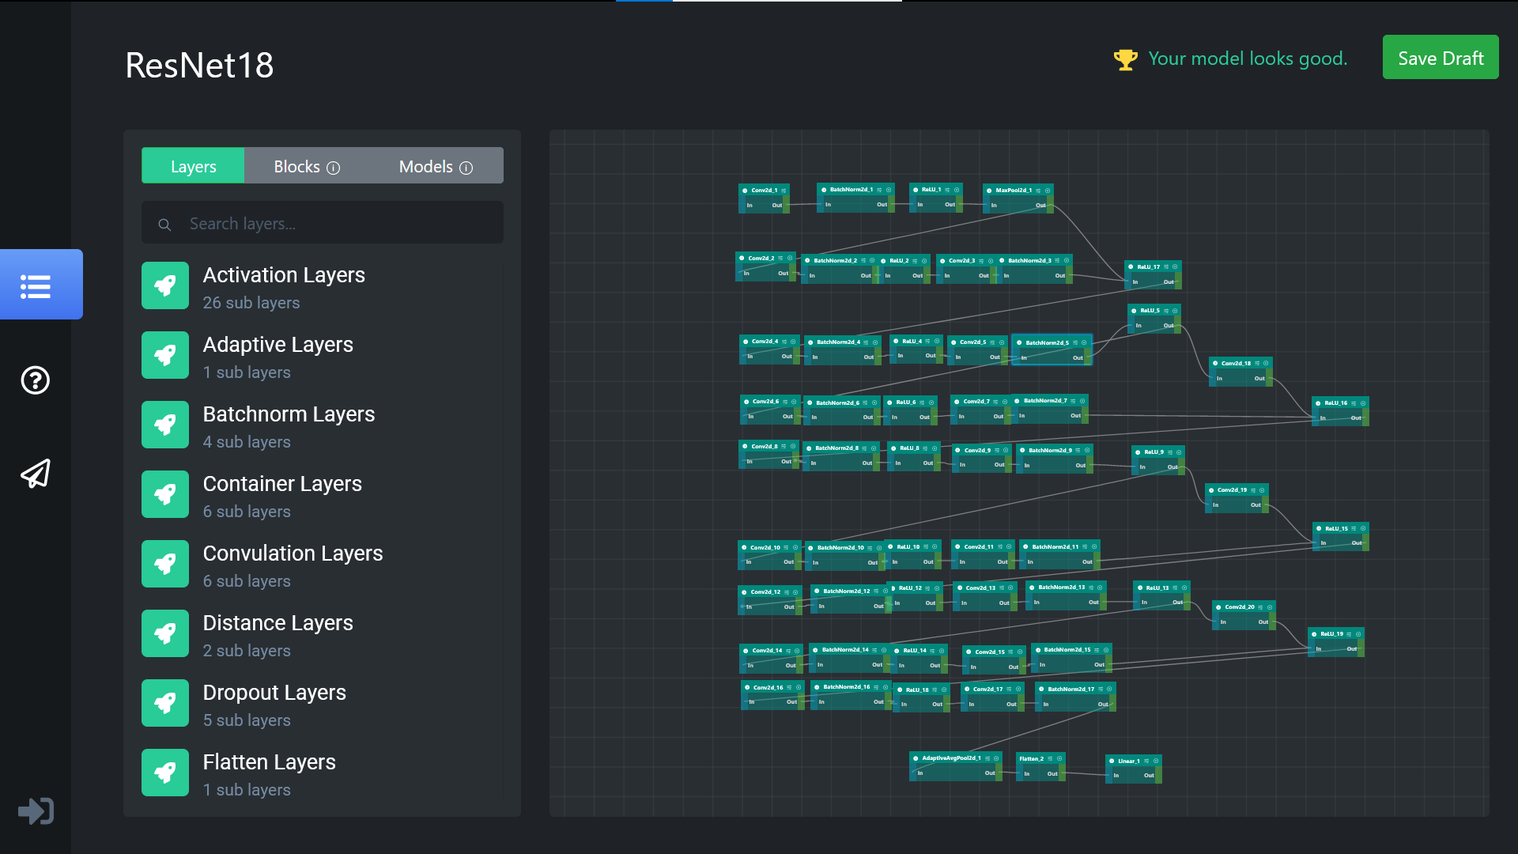 ResNet18
Your model looks good.
Save Draft
Layers
Blocks
Models
Search layers...
Activation Layers
26 sub layers
Adaptive Layers
1 sub layers
Batchnorm Layers
4 sub layers
Container Layers
6 sub layers
Convulation Layers
6 sub layers
Distance Layers
2 sub layers
Dropout Layers
5 sub layers
Flatten Layers
1 sub layers
Conv2d_1 BatchNorm2d_1 ReLU_1 MaxPool2d_1
In Out In Out In Out In Out
Conv2d_2 BatchNorm2d_2 ReLU_2 Conv2d_3 BatchNorm2d_3 ReLU_17
In Out In Out In Out In Out In Out In Out
ReLU_5
In Out
Conv2d_4 BatchNorm2d_4 ReLU_4 Conv2d_5 BatchNorm2d_5
In Out In Out In Out In Out In Out
Conv2d_18
In Out
Conv2d_6 BatchNorm2d_6 ReLU_6 Conv2d_7 BatchNorm2d_7 ReLU_16
In Out In Out In Out In Out In Out In Out
Conv2d_8 BatchNorm2d_8 ReLU_8 Conv2d_9 BatchNorm2d_9 ReLU_9
In Out In Out In Out In Out In Out In Out
Conv2d_19
In Out
ReLU_15
In Out
Conv2d_10 BatchNorm2d_10 ReLU_10 Conv2d_11 BatchNorm2d_11
In Out In Out In Out In Out In Out
Conv2d_12 BatchNorm2d_12 ReLU_12 Conv2d_13 BatchNorm2d_13 ReLU_13
In Out In Out In Out In Out In Out In Out
Conv2d_20
In Out
ReLU_19
In Out
Conv2d_14 BatchNorm2d_14 ReLU_14 Conv2d_15 BatchNorm2d_15
In Out In Out In Out In Out In Out
Conv2d_16 BatchNorm2d_16 ReLU_18 Conv2d_17 BatchNorm2d_17
In Out In Out In Out In Out In Out
AdaptiveAvgPool2d_1 Flatten_2 Linear_1
In Out In Out In Out